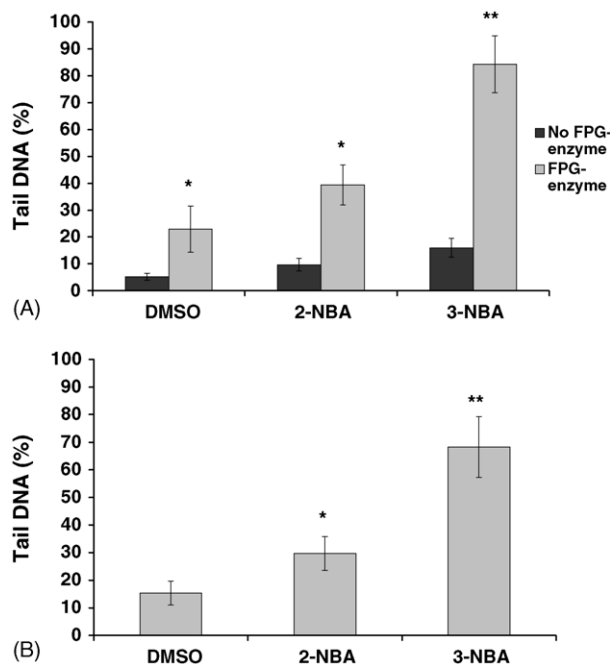 100
90
80
70
60
50
40
30
20
10
0
Tail DNA (%)
*
*
**
No FPG-
enzyme
FPG-
enzyme
DMSO 2-NBA 3-NBA
(A)
100
90
80
70
60
50
40
30
20
10
0
Tail DNA (%)
*
**
DMSO 2-NBA 3-NBA
(B)